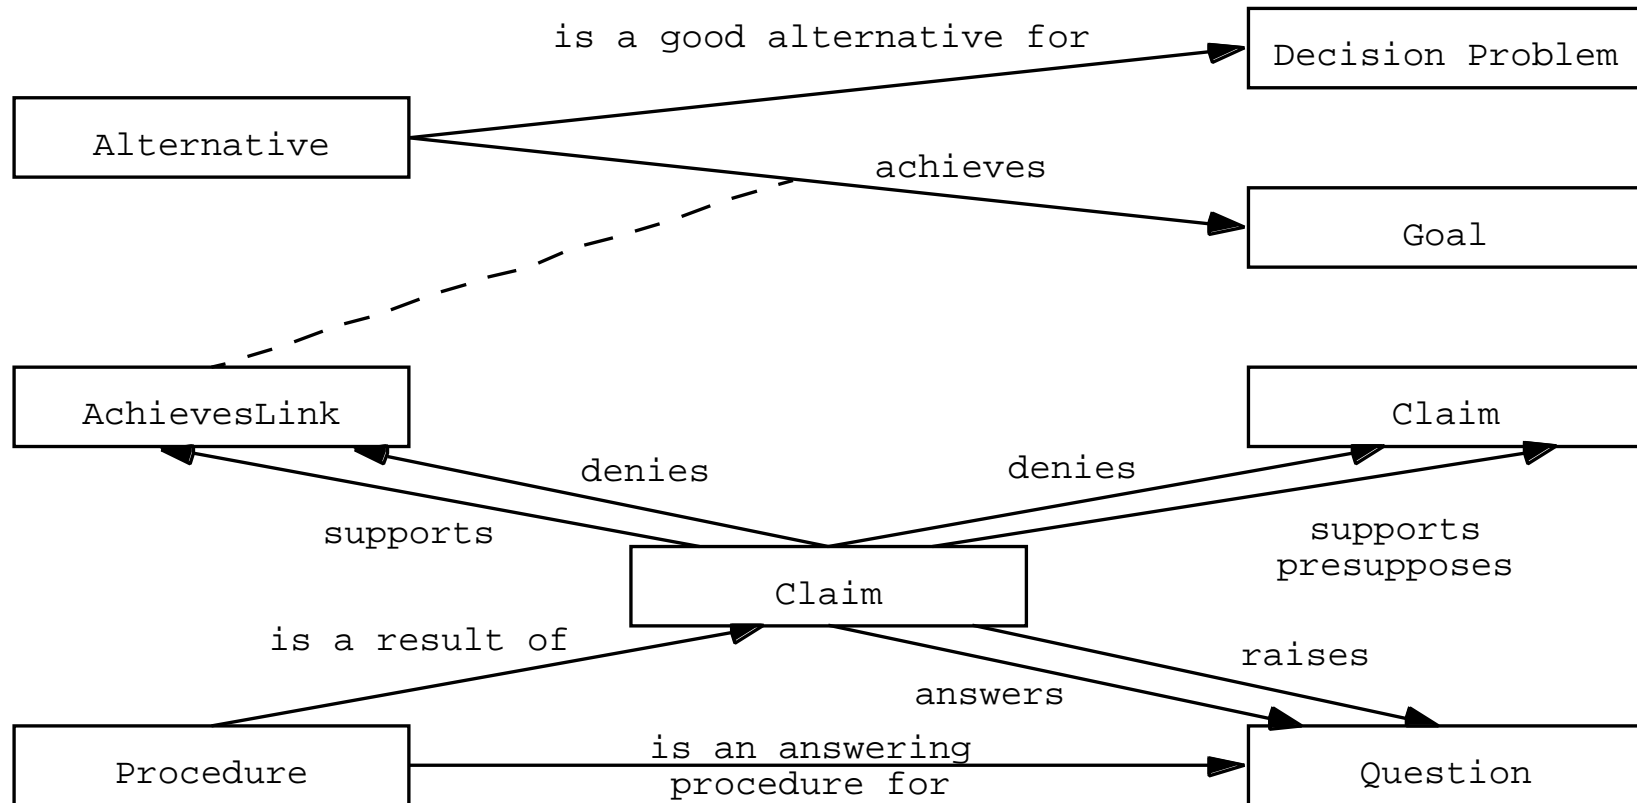 is a good alternative for
Decision Problem
Alternative
achieves
Goal
AchievesLink
Claim
denies
denies
supports
supports
presupposes
Claim
is a result of
raises
answers
is an answering
procedure for
Procedure
Question